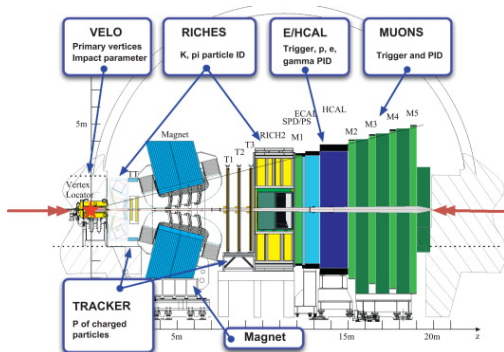 VELO
Primary vertices
Impact parameter
RICHES
K, pi particle ID
E/HCAL
Trigger, p, e,
gamma PID
MUONS
Trigger and PID
5m
Magnet
Vertex
Locator
T1
T2
T3
RICH2
M1
SPD/PS
ECAL
HCAL
M2
M3
M4
M5
TRACKER
P of charged
particles
Magnet
5m
15m
20m
z